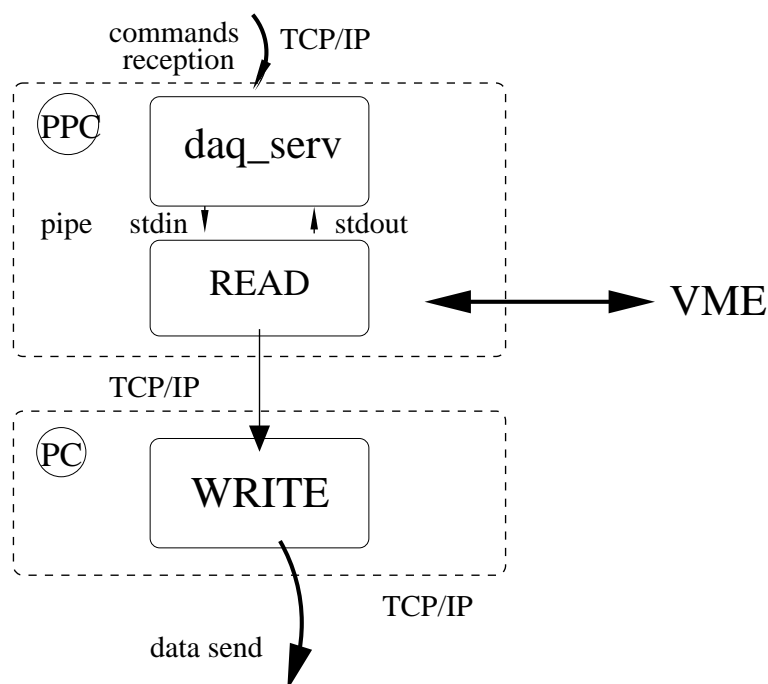 commands
reception
TCP/IP
PPC
daq_serv
pipe
stdin
stdout
READ
VME
TCP/IP
PC
WRITE
TCP/IP
data send